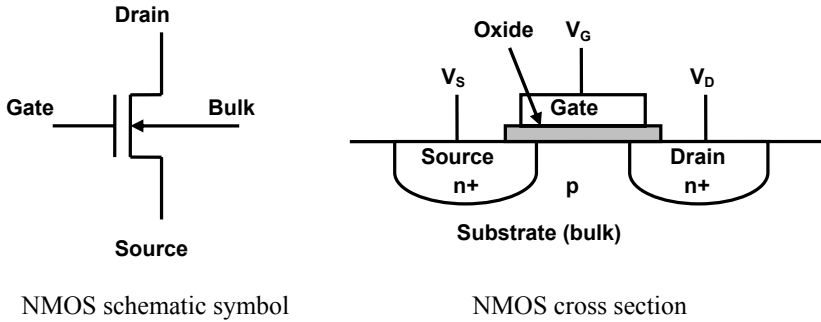 Drain
Gate
Bulk
Source
NMOS schematic symbol
Oxide
V_G
V_S
V_D
Gate
Source
Drain
n+
p
n+
Substrate (bulk)
NMOS cross section